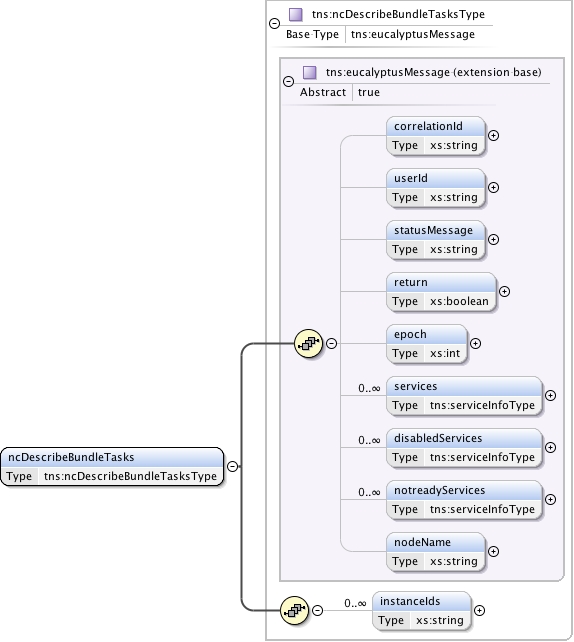 tns:ncDescribeBundleTasksType
Base Type tns:eucalyptusMessage
tns:eucalyptusMessage (extension base)
Abstract true
correlationId
Type xs:string
userId
Type xs:string
statusMessage
Type xs:string
return
Type xs:boolean
epoch
Type xs:int
0..∞ services
Type tns:serviceInfoType
0..∞ disabledServices
Type tns:serviceInfoType
0..∞ notreadyServices
Type tns:serviceInfoType
nodeName
Type xs:string
ncDescribeBundleTasks
Type tns:ncDescribeBundleTasksType
0..∞ instanceIds
Type xs:string